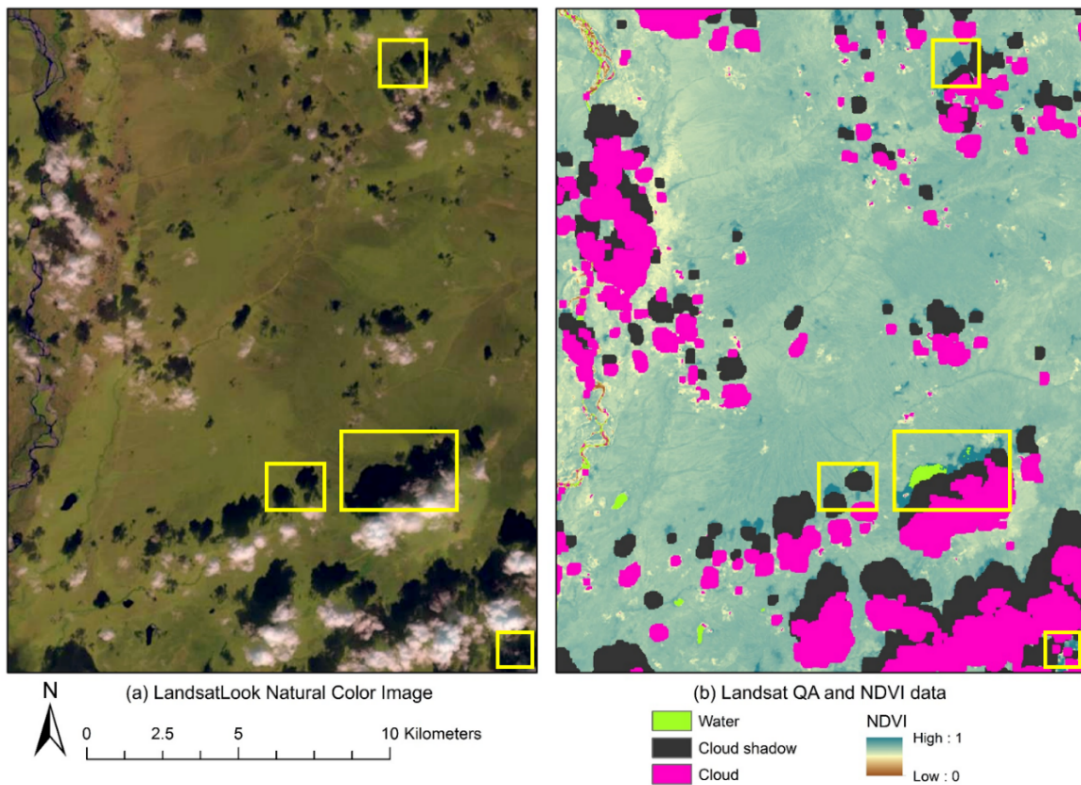 (a) LandsatLook Natural Color Image
(b) Landsat QA and NDVI data
N
0 2.5 5 10 Kilometers
Water
Cloud shadow
Cloud
NDVI
High : 1
Low : 0